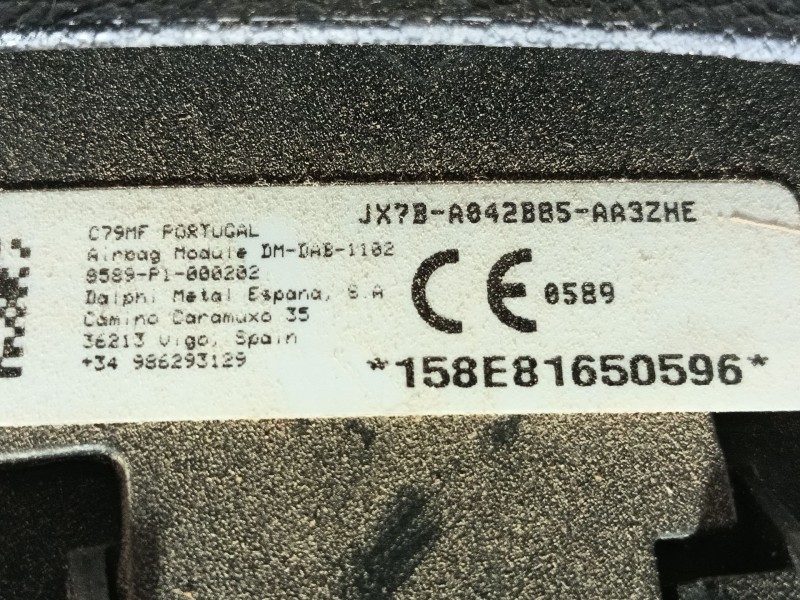 C79MF PORTUGAL
Airbag Module DM-DAB-1102
0589-P1-000202
Dalphi Metal Espana, S.A
Camino Caramuxo 35
36213 Vigo, Spain
+34 986293129
JX7B-A042B85-AA3ZHE
CE 0589
*158E81650596*